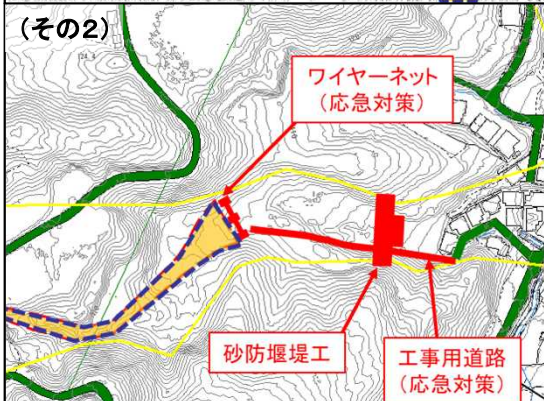 (その2)
ワイヤーネット
(応急対策)
砂防堰堤工
工事用道路
(応急対策)